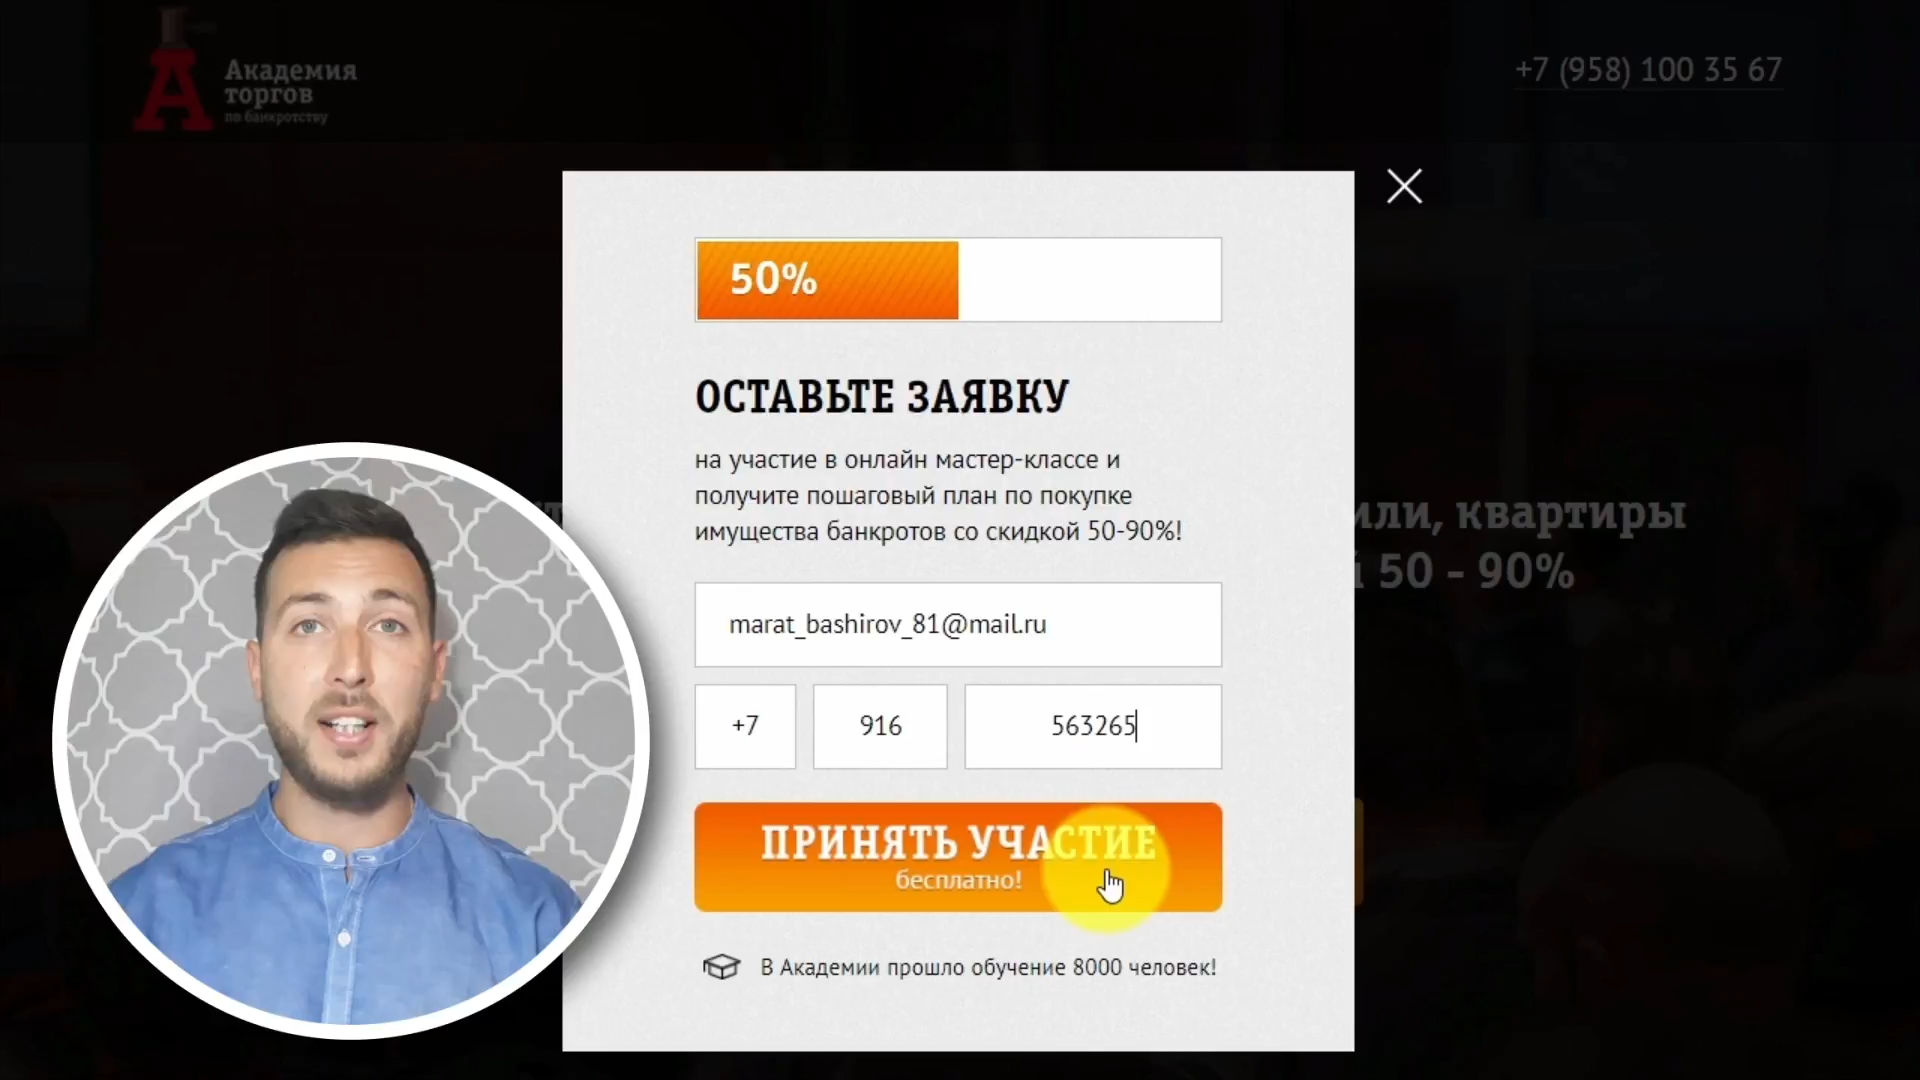 Академия
торгов
по банкротству
+7 (958) 100 35 67
50%
ОСТАВЬТЕ ЗАЯВКУ
на участие в онлайн мастер-классе и
получите пошаговый план по покупке
имущества банкротов со скидкой 50-90%!
или, квартиры
50 - 90%
marat_bashirov_81@mail.ru
+7 916 563265
ПРИНЯТЬ УЧАСТИЕ
бесплатно!
В Академии прошло обучение 8000 человек!